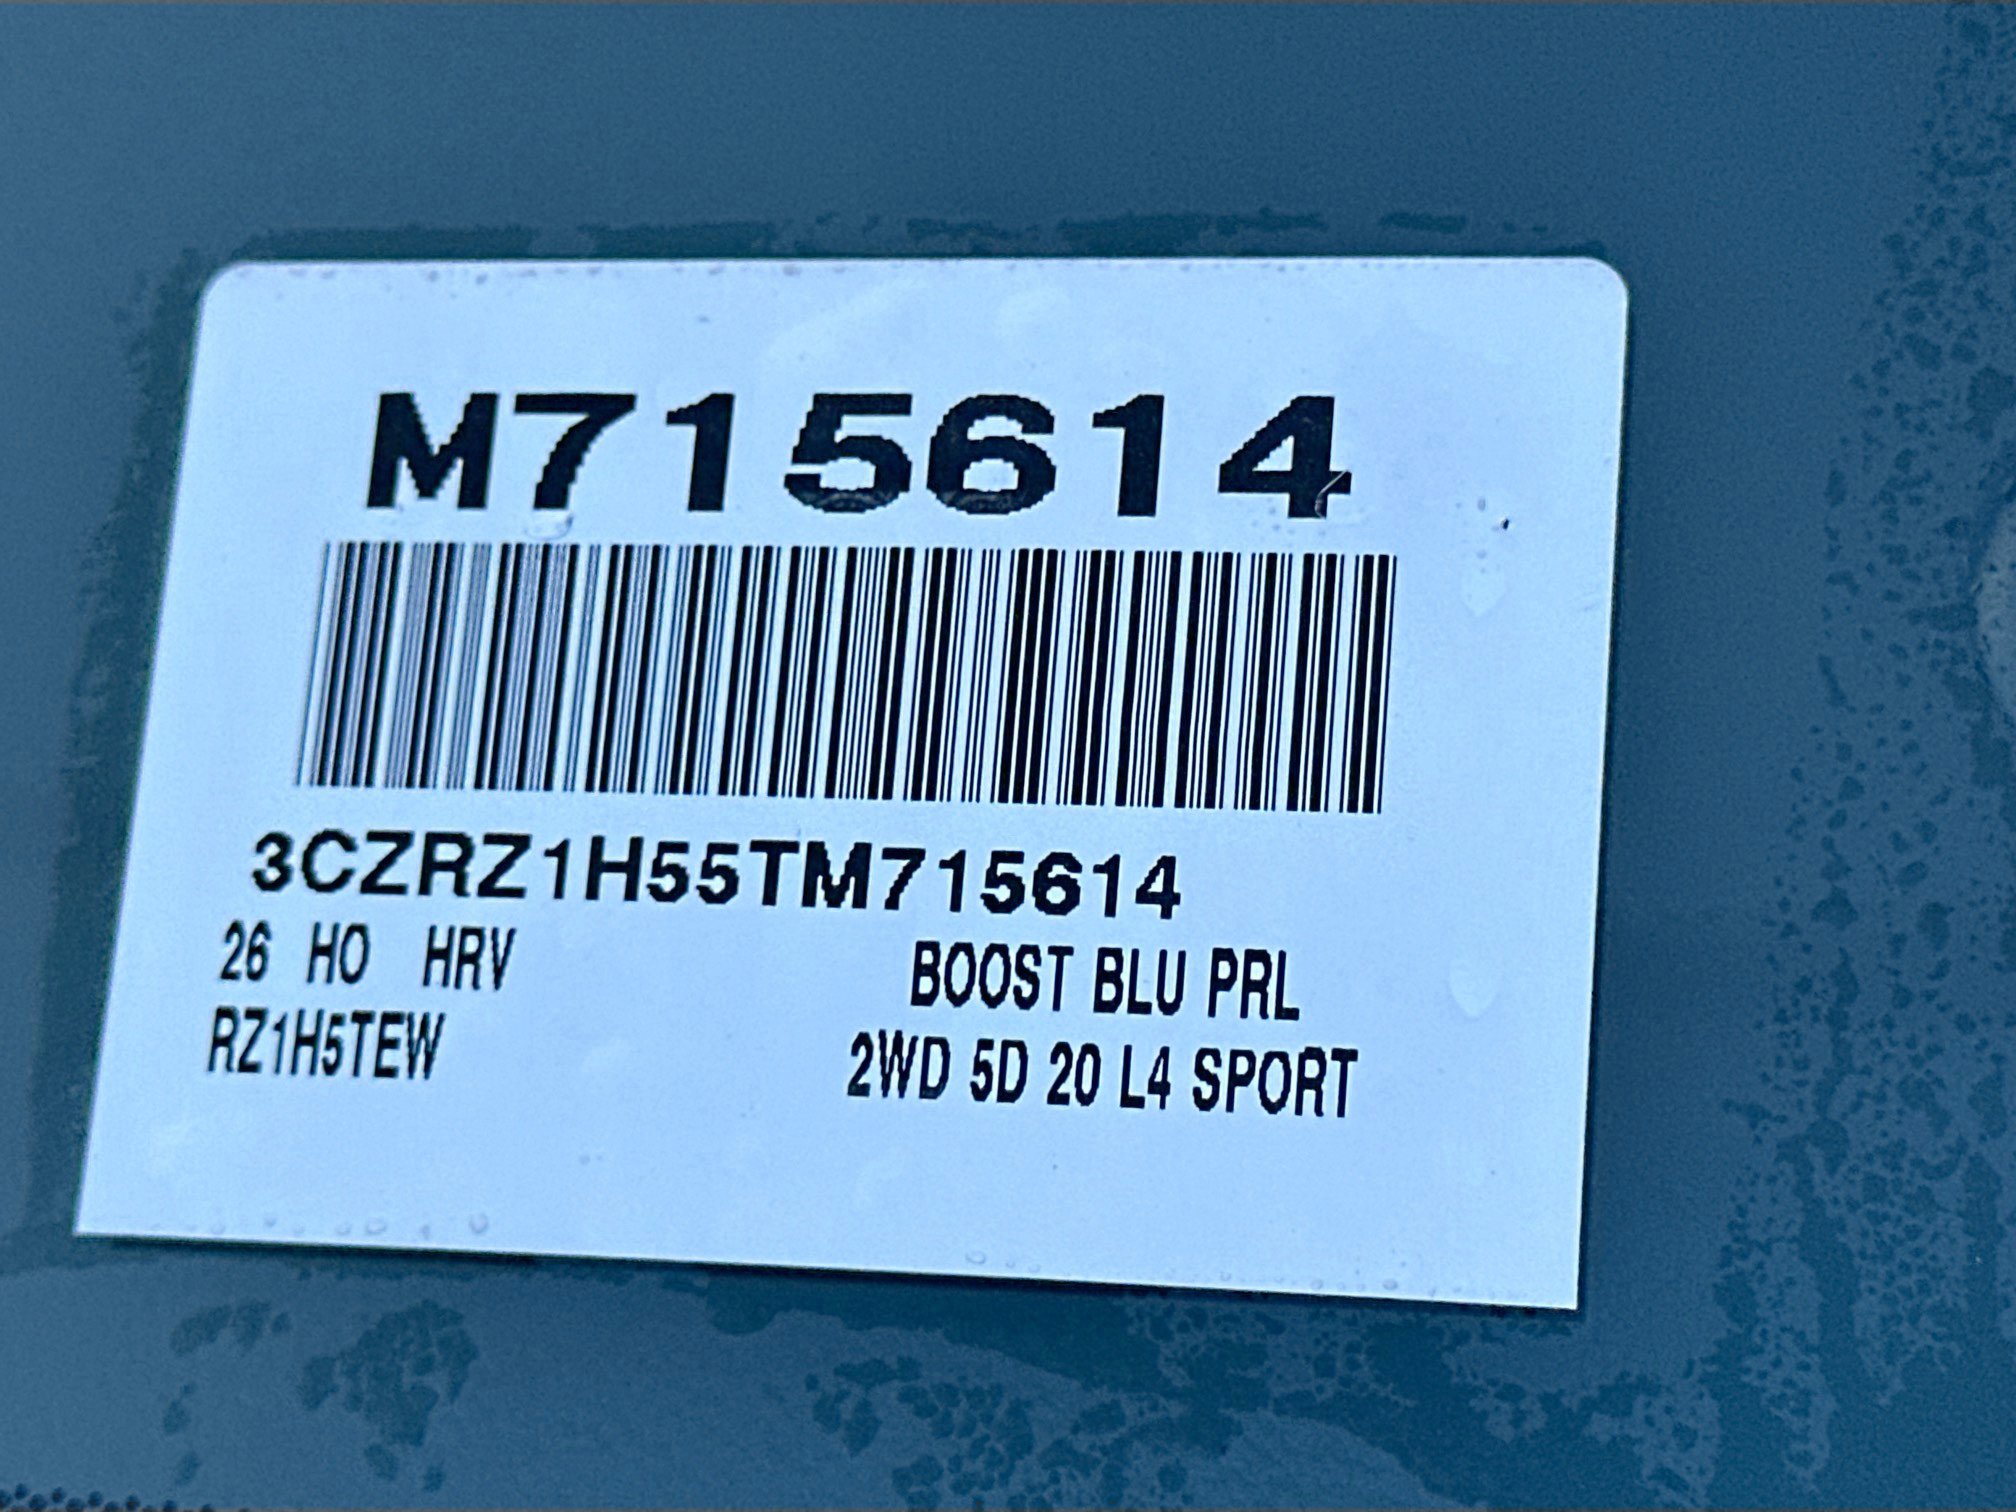 M715614
3CZRZ1H55TM715614
26 HO HRV BOOST BLU PRL
RZ1H5TEW 2WD 5D 20 L4 SPORT